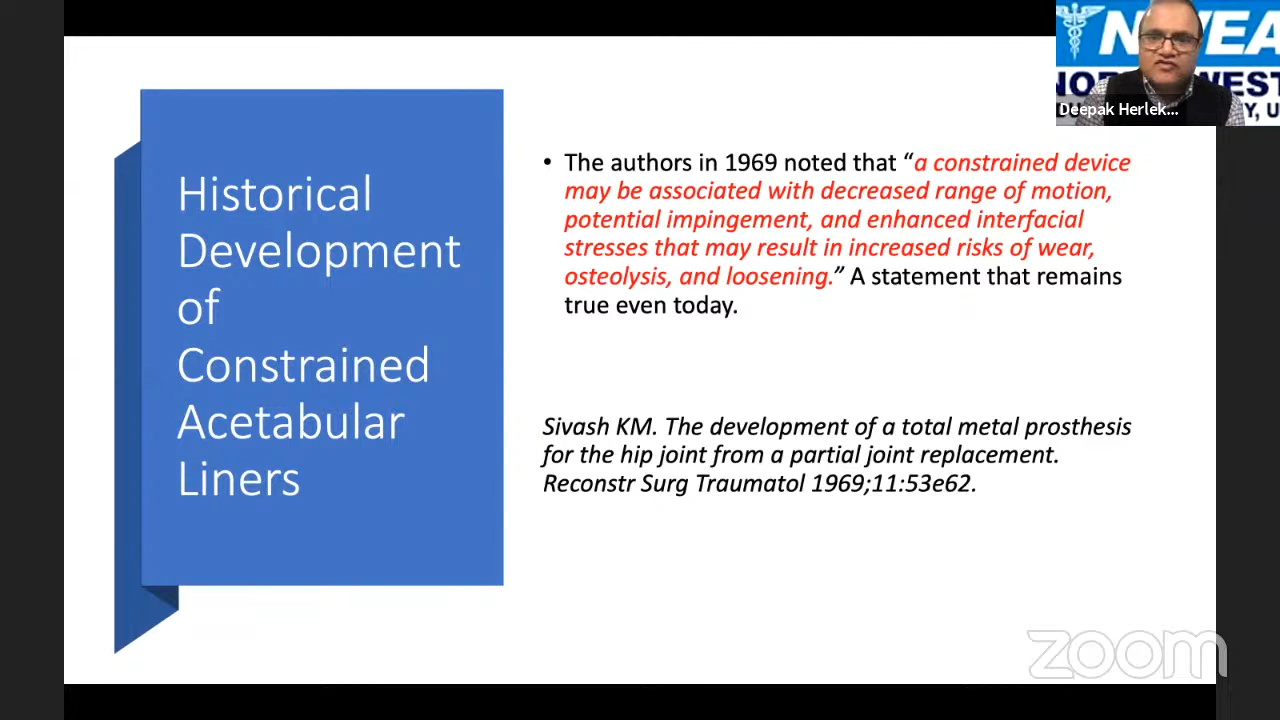 Historical
Development
of
Constrained
Acetabular
Liners
• The authors in 1969 noted that “a constrained device
may be associated with decreased range of motion,
potential impingement, and enhanced interfacial
stresses that may result in increased risks of wear,
osteolysis, and loosening.” A statement that remains
true even today.
Sivash KM. The development of a total metal prosthesis
for the hip joint from a partial joint replacement.
Reconstr Surg Traumatol 1969;11:53e62.
Deepak Herlek...
zoom